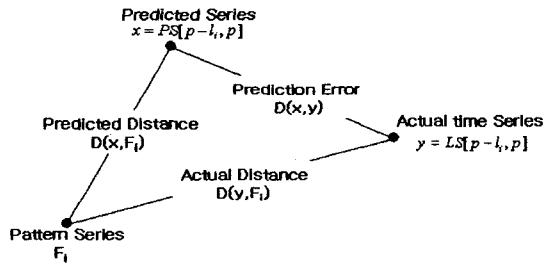 Predicted Series
x = PS[p-l_i, p]
Prediction Error
D(x,y)
Actual time Series
y = LS[p-l_i, p]
Predicted Distance
D(x,F_i)
Actual Distance
D(y,F_i)
Pattern Series
F_i